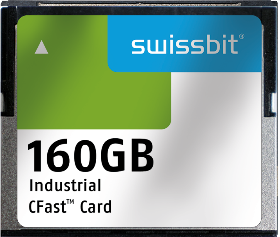 swissbit®
160GB
Industrial
CFast™ Card